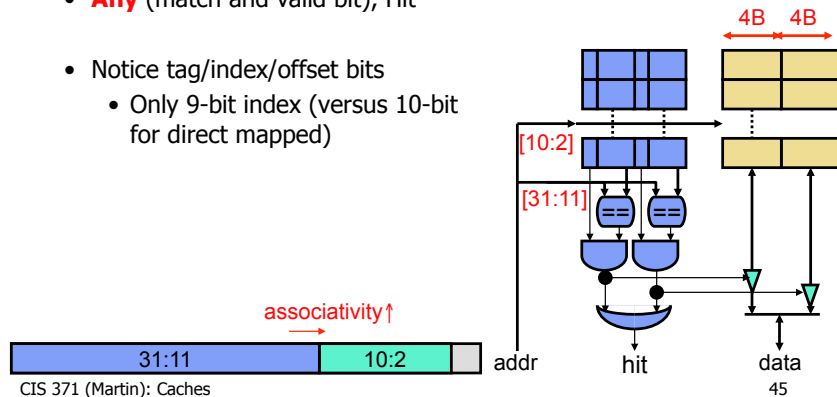 • Any (match and valid bit), Hit
• Notice tag/index/offset bits
• Only 9-bit index (versus 10-bit
for direct mapped)
4B 4B
[10:2]
[31:11]
== ==
associativity↑
31:11 10:2
addr hit data
CIS 371 (Martin): Caches 45